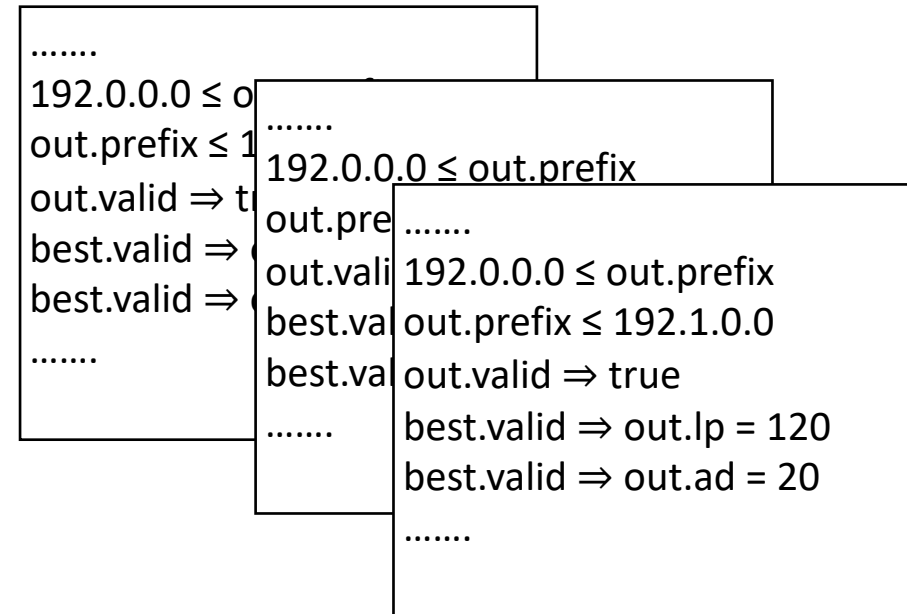 …….
192.0.0.0 ≤ o
out.prefix ≤ 1
out.valid ⇒ t
best.valid ⇒
best.valid ⇒
…….
…….
192.0.0.0 ≤ out.prefix
out.pre
out.vali
best.val
best.val
…….
…….
192.0.0.0 ≤ out.prefix
out.prefix ≤ 192.1.0.0
out.valid ⇒ true
best.valid ⇒ out.lp = 120
best.valid ⇒ out.ad = 20
…….